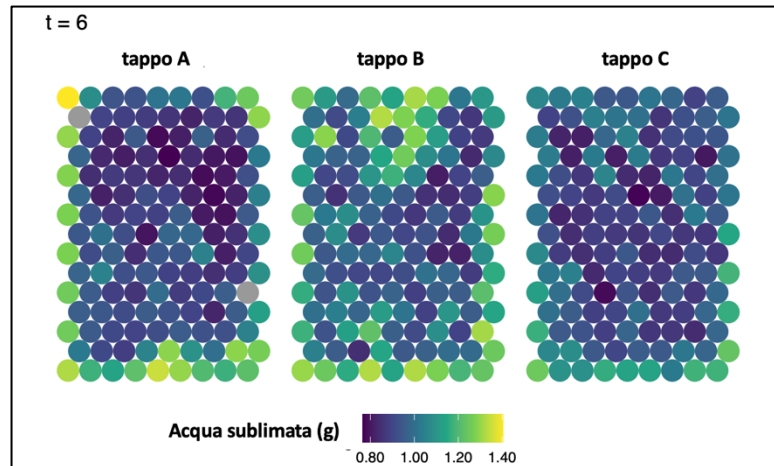 t = 6
tappo A
tappo B
tappo C
Acqua sublimata (g)
0.80 1.00 1.20 1.40